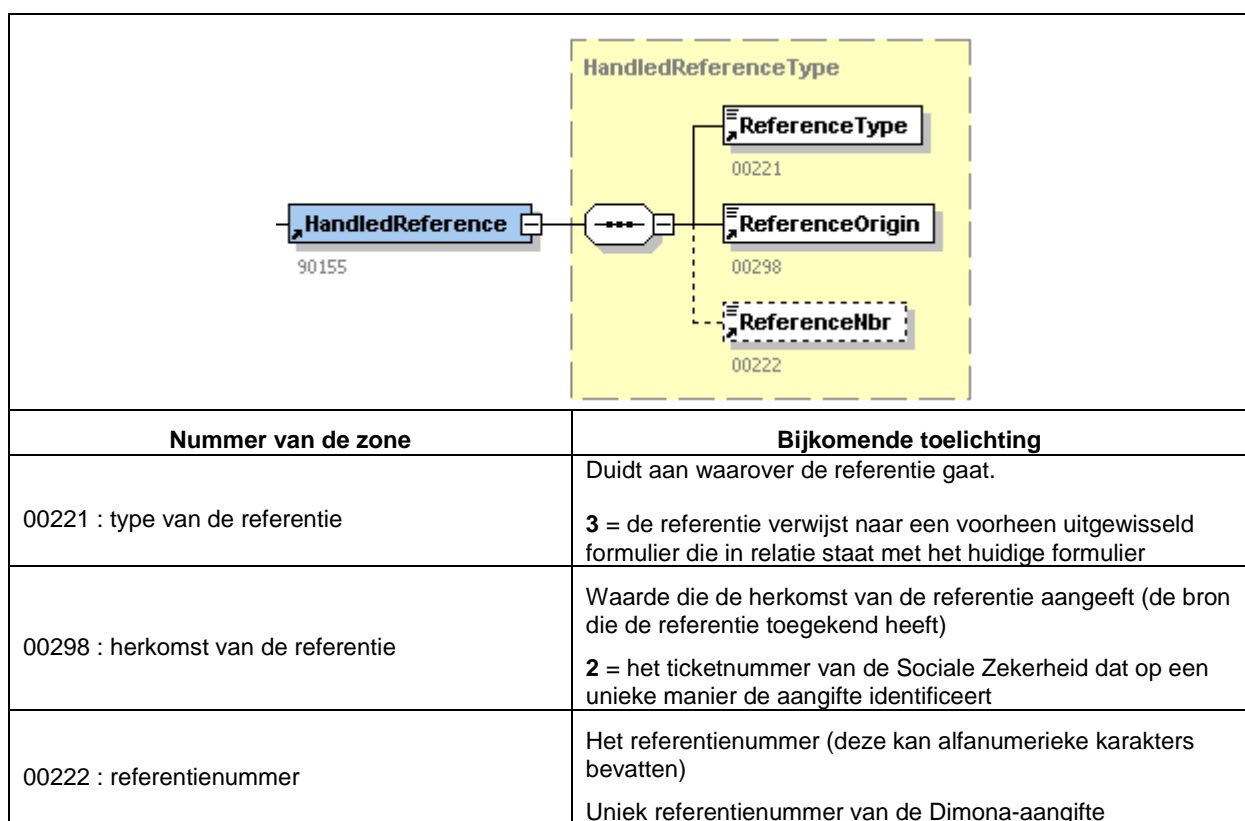 HandledReferenceType
ReferenceType
00221
HandledReference
90155
ReferenceOrigin
00298
ReferenceNbr
00222
Nummer van de zone
Bijkomende toelichting
00221 : type van de referentie
Duidt aan waarover de referentie gaat.
3 = de referentie verwijst naar een voorheen uitgewisseld
formulier die in relatie staat met het huidige formulier
00298 : herkomst van de referentie
Waarde die de herkomst van de referentie aangeeft (de bron
die de referentie toegekend heeft)
2 = het ticketnummer van de Sociale Zekerheid dat op een
unieke manier de aangifte identificeert
00222 : referentienummer
Het referentienummer (deze kan alfanumerieke karakters
bevatten)
Uniek referentienummer van de Dimona-aangifte